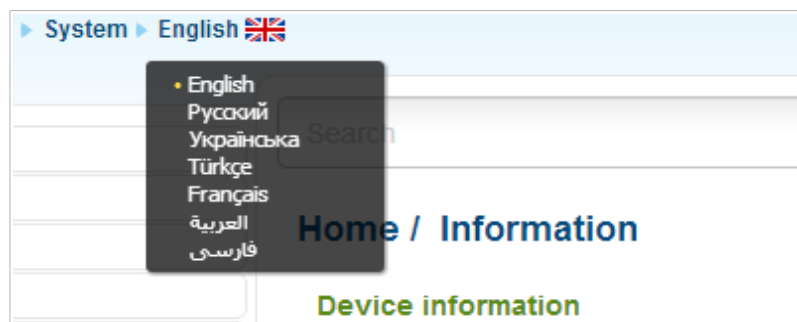 System English
• English
Русский
Українська
Türkçe
Français
العربية
فارسی
Search
Home / Information
Device information